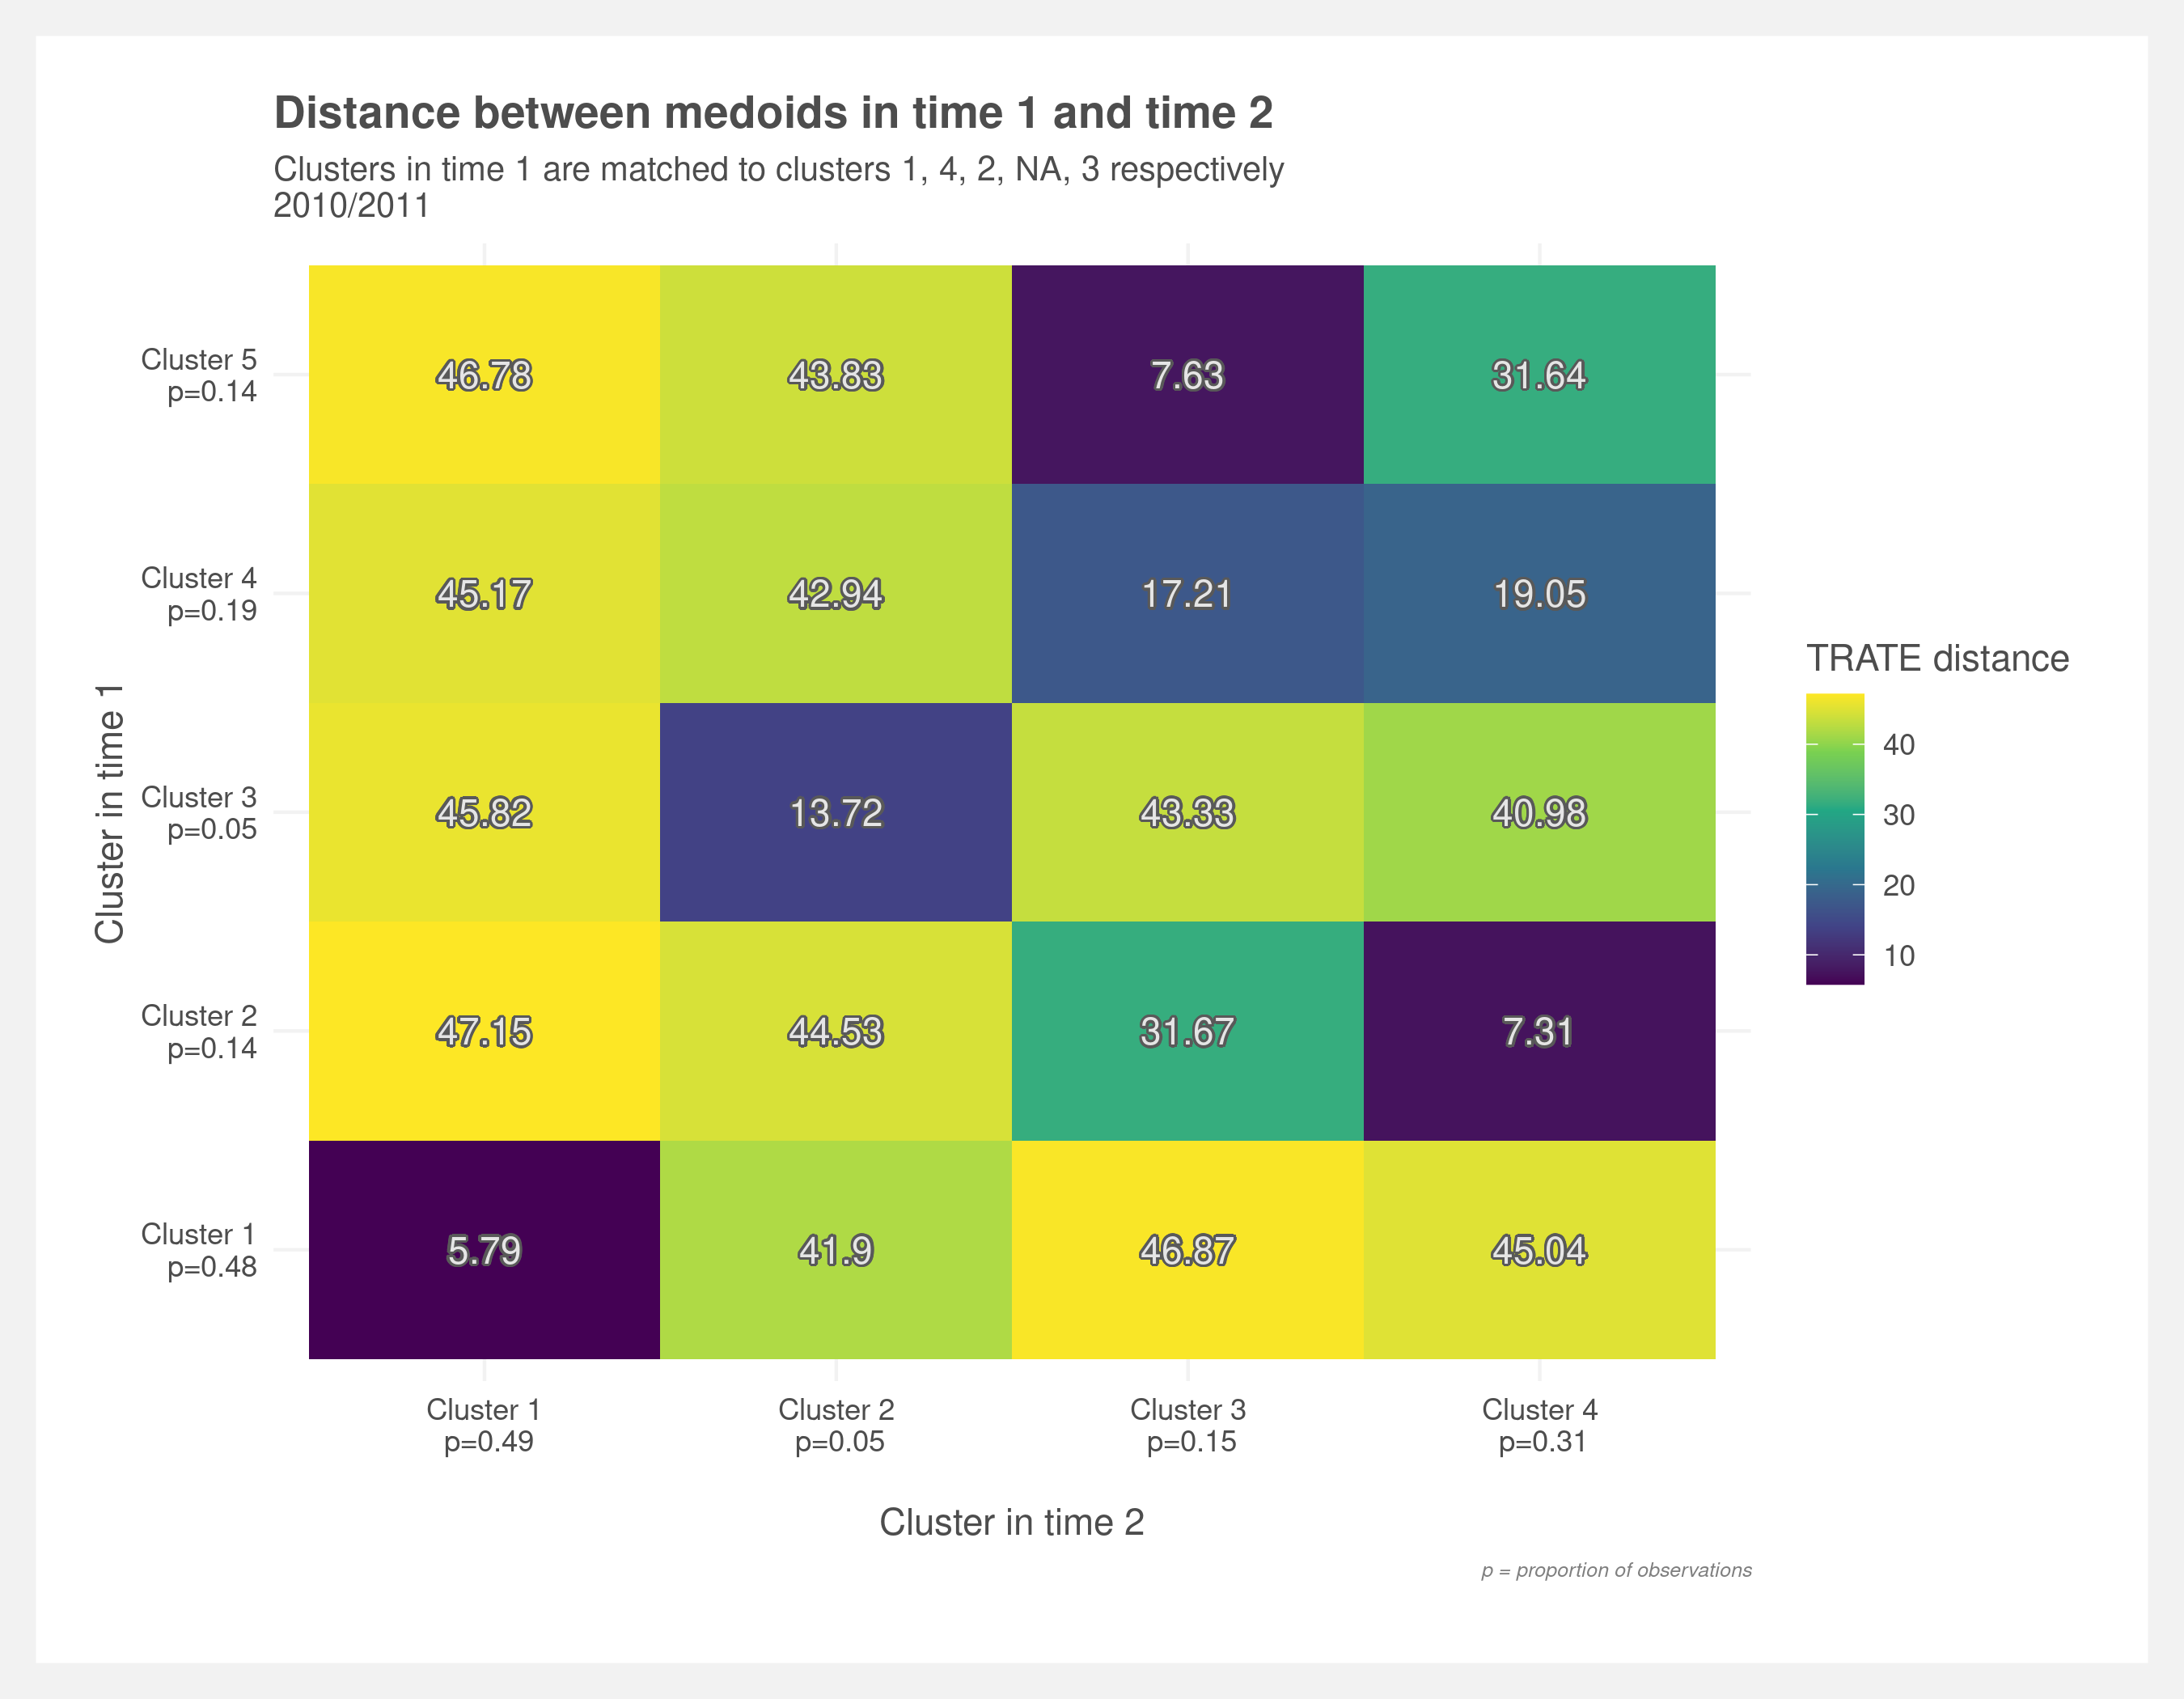 Distance between medoids in time 1 and time 2
Clusters in time 1 are matched to clusters 1, 4, 2, NA, 3 respectively
2010/2011
Cluster in time 1
Cluster 5
p=0.14
46.78 43.83 7.63 31.64
Cluster 4
p=0.19
45.17 42.94 17.21 19.05
Cluster 3
p=0.05
45.82 13.72 43.33 40.98
Cluster 2
p=0.14
47.15 44.53 31.67 7.31
Cluster 1
p=0.48
5.79 41.9 46.87 45.04
Cluster 1 Cluster 2 Cluster 3 Cluster 4
p=0.49 p=0.05 p=0.15 p=0.31
Cluster in time 2
TRATE distance
40
30
20
10
p = proportion of observations